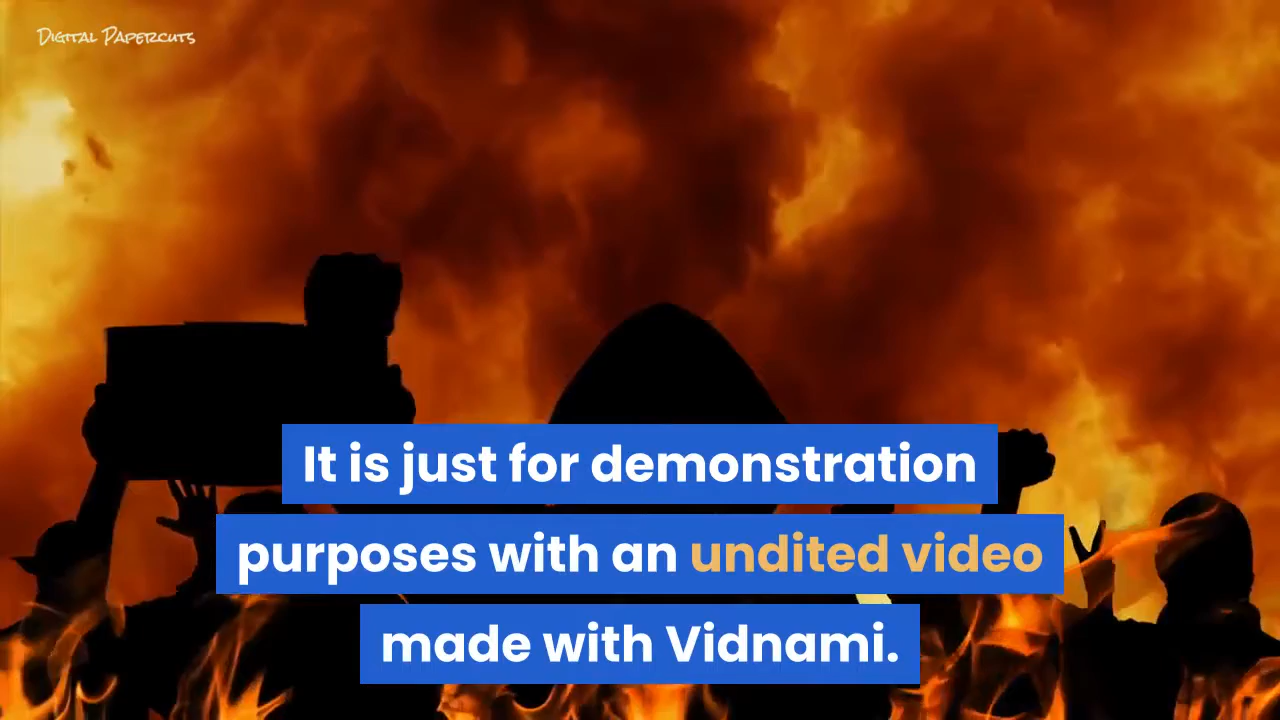 Digital Papercuts
It is just for demonstration
purposes with an undited video
made with Vidnami.